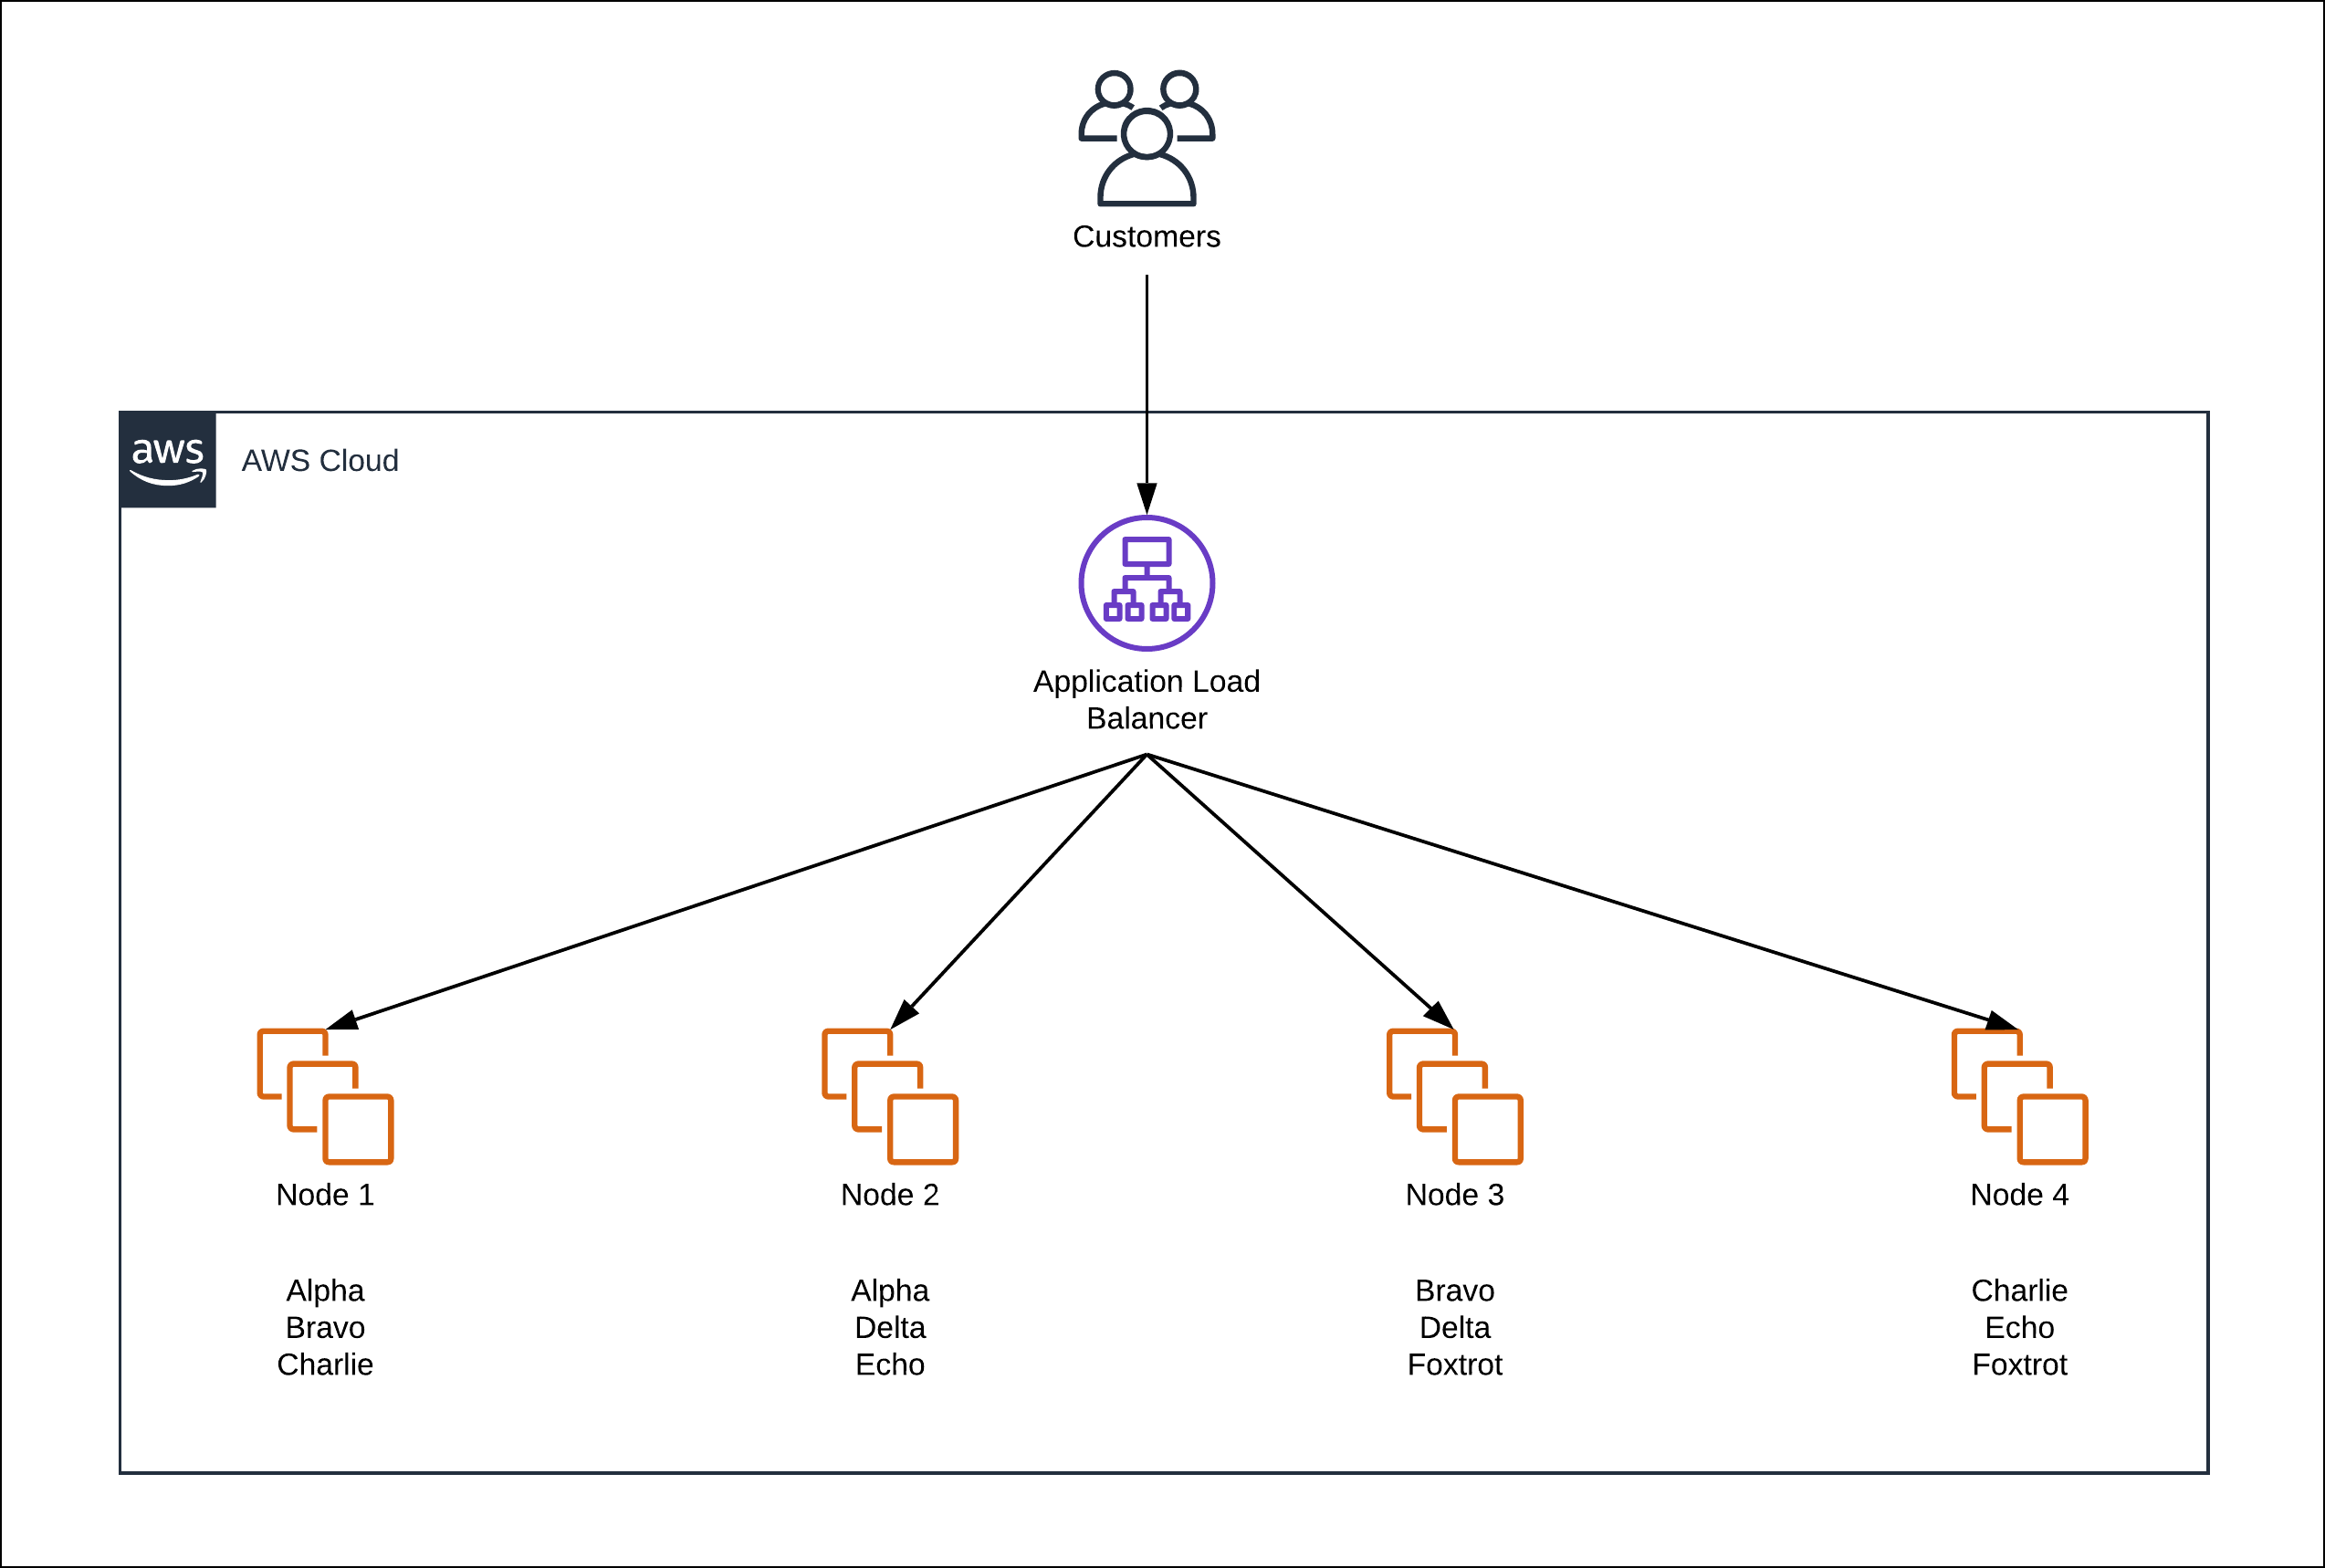 Customers
aws
AWS Cloud
Application Load
Balancer
Node 1
Node 2
Node 3
Node 4
Alpha
Bravo
Charlie
Alpha
Delta
Echo
Bravo
Delta
Foxtrot
Charlie
Echo
Foxtrot